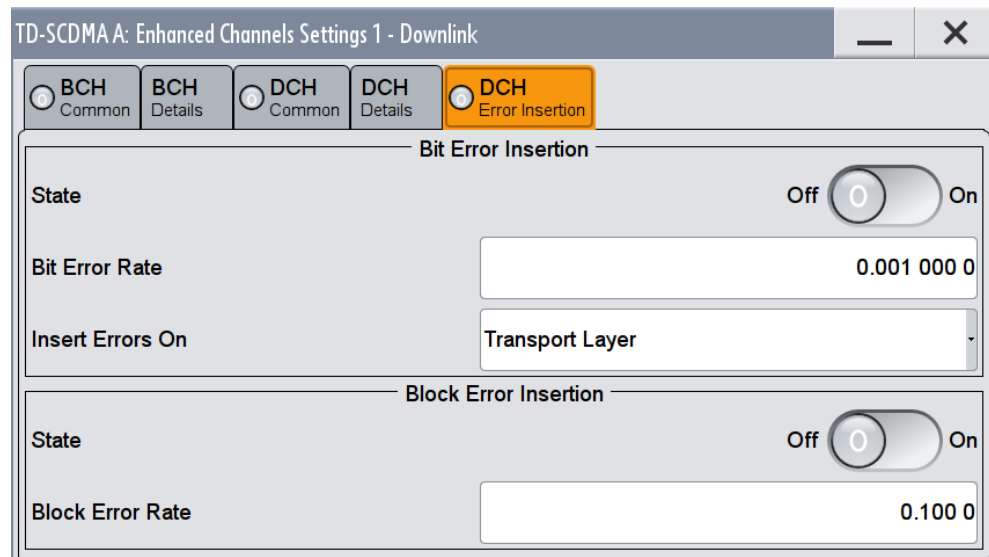 TD-SCDMA A: Enhanced Channels Settings 1 - Downlink
BCH Common
BCH Details
DCH Common
DCH Details
DCH Error Insertion
Bit Error Insertion
State Off 0 On
Bit Error Rate 0.001 000 0
Insert Errors On Transport Layer
Block Error Insertion
State Off 0 On
Block Error Rate 0.100 0